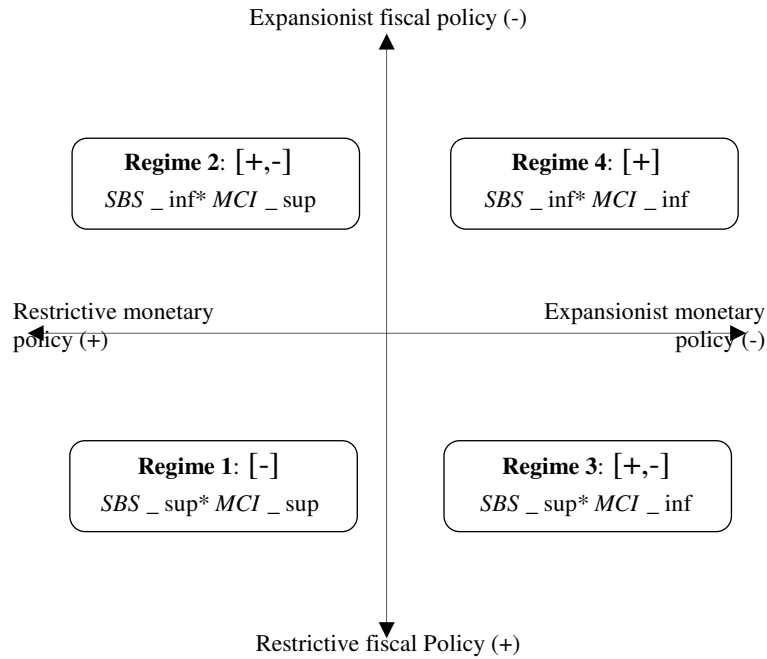 Expansionist fiscal policy (-)
Regime 2: [+,-]
SBS _ inf* MCI _ sup
Regime 4: [+]
SBS _ inf* MCI _ inf
Restrictive monetary
policy (+)
Expansionist monetary
policy (-)
Regime 1: [-]
SBS _ sup* MCI _ sup
Regime 3: [+,-]
SBS _ sup* MCI _ inf
Restrictive fiscal Policy (+)